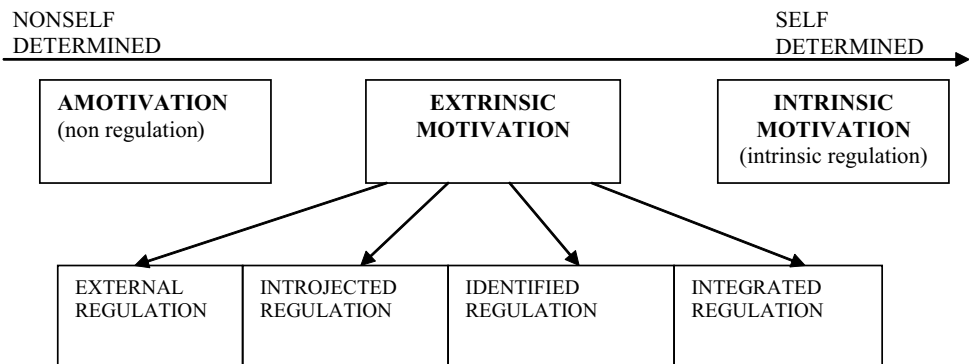 NONSELF
DETERMINED
SELF
DETERMINED
AMOTIVATION
(non regulation)
EXTRINSIC
MOTIVATION
INTRINSIC
MOTIVATION
(intrinsic regulation)
EXTERNAL
REGULATION
INTROJECTED
REGULATION
IDENTIFIED
REGULATION
INTEGRATED
REGULATION